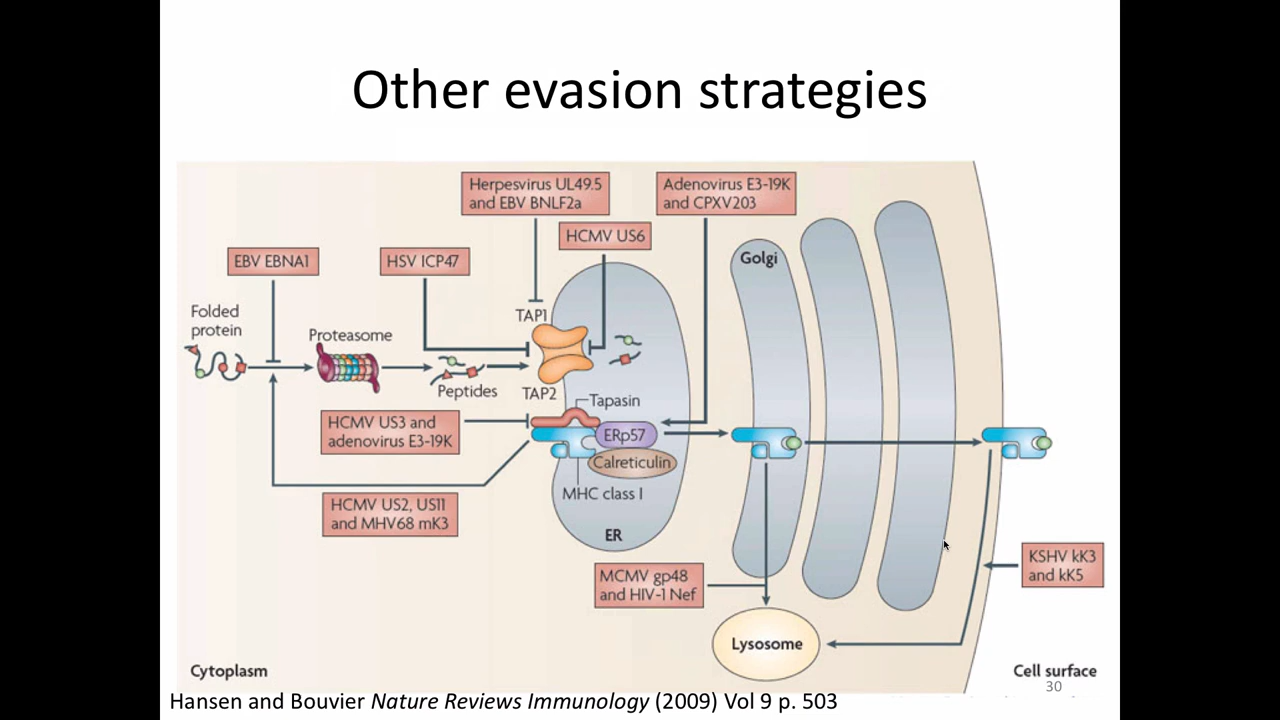 Other evasion strategies
Herpesvirus UL49.5
and EBV BNLF2a
Adenovirus E3-19K
and CPXV203
HCMV US6
EBV EBNA1
HSV ICP47
Golgi
Folded
protein
TAP1
Proteasome
Peptides
TAP2
Tapasin
HCMV US3 and
adenovirus E3-19K
ERp57
Calreticulin
MHC class I
HCMV US2, US11
and MHV68 mK3
ER
KSHV kK3
and kK5
MCMV gp48
and HIV-1 Nef
Lysosome
Cytoplasm
Cell surface
30
Hansen and Bouvier Nature Reviews Immunology (2009) Vol 9 p. 503